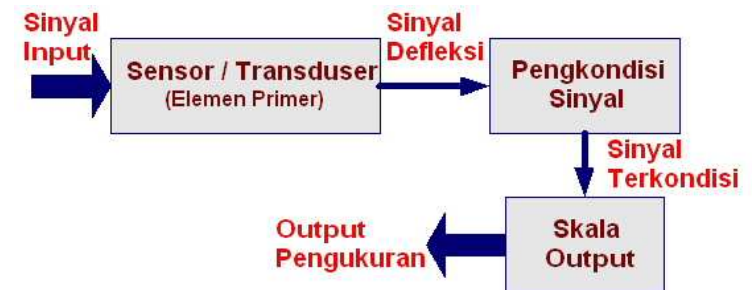 Sinyal
Input
Sensor / Transduser
(Elemen Primer)
Sinyal
Defleksi
Pengkondisi
Sinyal
Sinyal
Terkondisi
Skala
Output
Output
Pengukuran